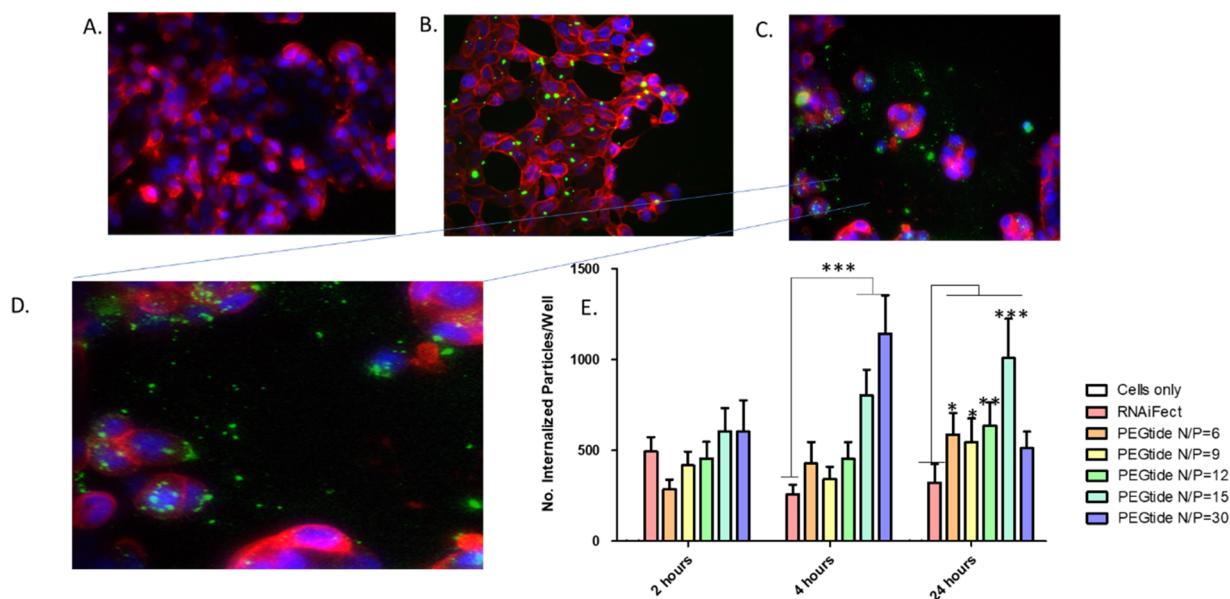 A.
B.
C.
D.
E.
No. Internalized Particles/Well
1500
1000
500
0
***
***
*
*
**
2 hours
4 hours
24 hours
Cells only
RNAiFect
PEGtide N/P=6
PEGtide N/P=9
PEGtide N/P=12
PEGtide N/P=15
PEGtide N/P=30